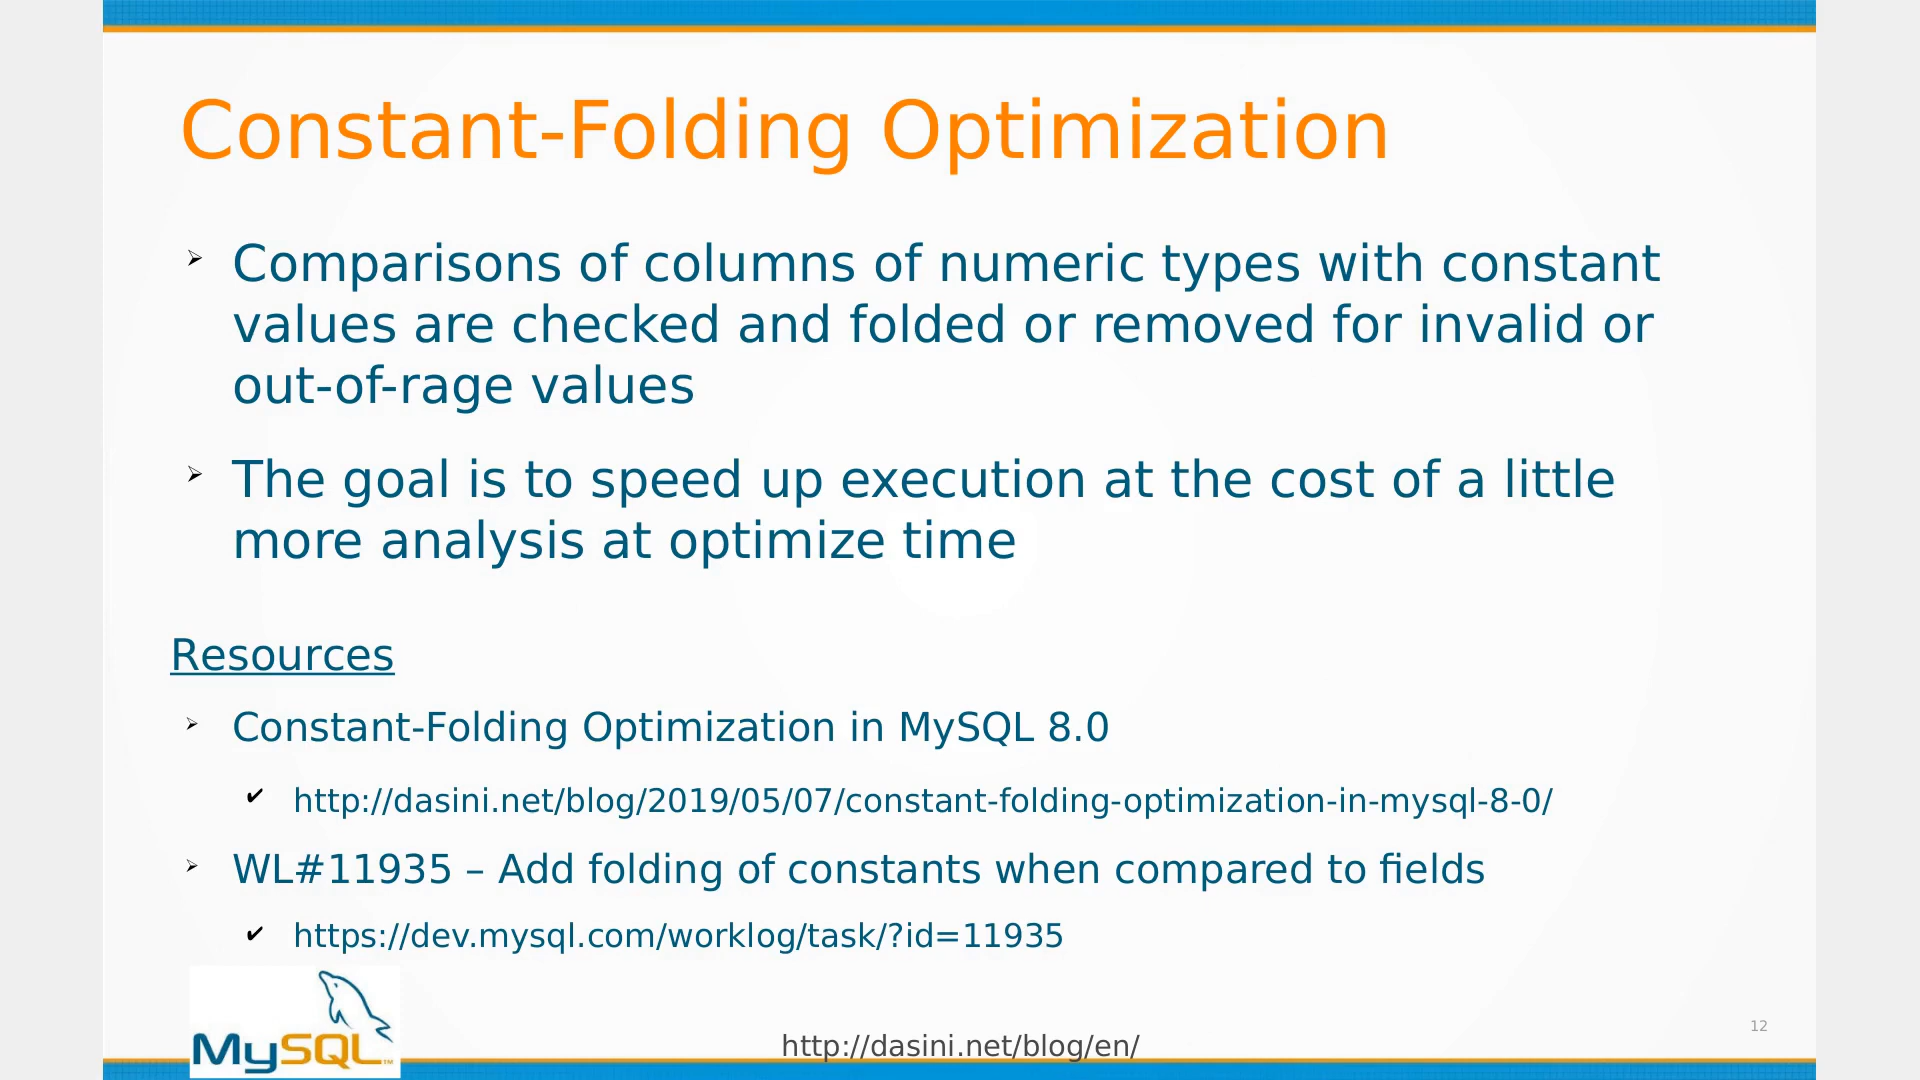 Constant-Folding Optimization
➢ Comparisons of columns of numeric types with constant
values are checked and folded or removed for invalid or
out-of-rage values
➢ The goal is to speed up execution at the cost of a little
more analysis at optimize time
Resources
➢ Constant-Folding Optimization in MySQL 8.0
✔ http://dasini.net/blog/2019/05/07/constant-folding-optimization-in-mysql-8-0/
➢ WL#11935 – Add folding of constants when compared to fields
✔ https://dev.mysql.com/worklog/task/?id=11935
MySQL™
http://dasini.net/blog/en/
12